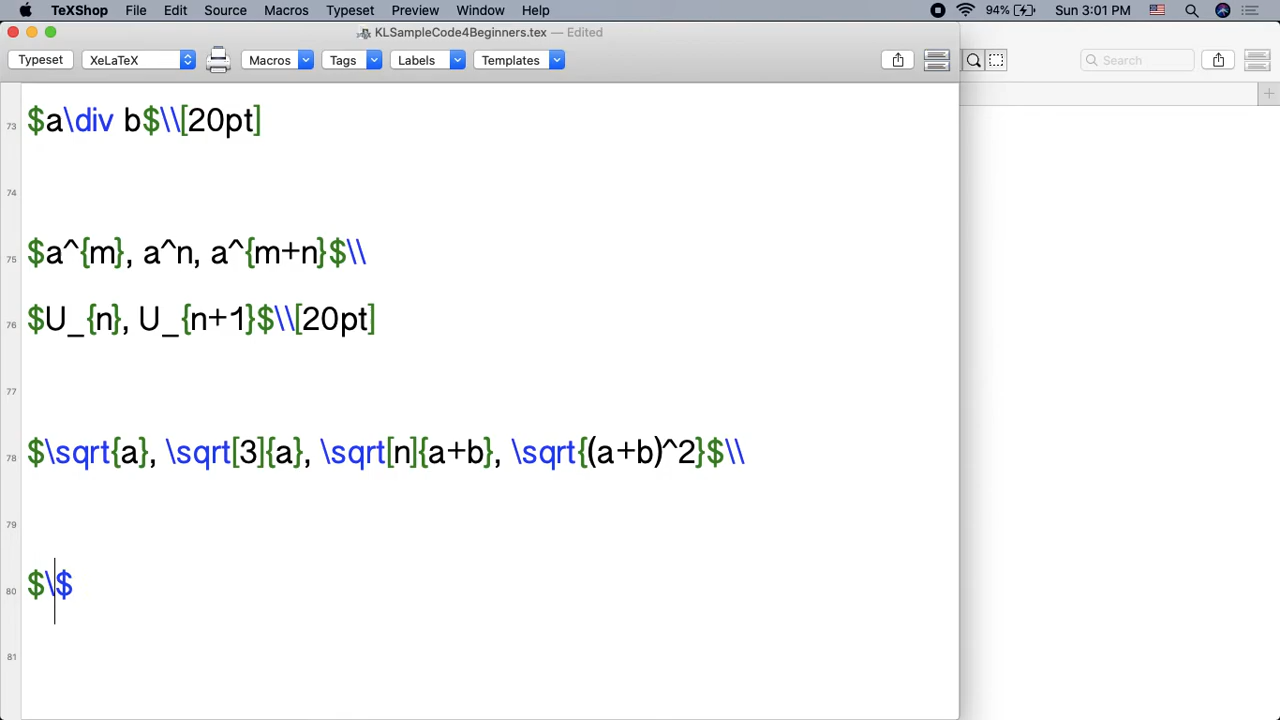 TeXShop File Edit Source Macros Typeset Preview Window Help 94% Sun 3:01 PM
KLSampleCode4Beginners.tex — Edited
Typeset XeLaTeX Macros Tags Labels Templates Search
73 $a\div b$\\[20pt]
74
75 $a^{m}, a^n, a^{m+n}$\\
76 $U_{n}, U_{n+1}$\\[20pt]
77
78 $\sqrt{a}, \sqrt[3]{a}, \sqrt[n]{a+b}, \sqrt{(a+b)^2}$\\
79
80 $\$
81